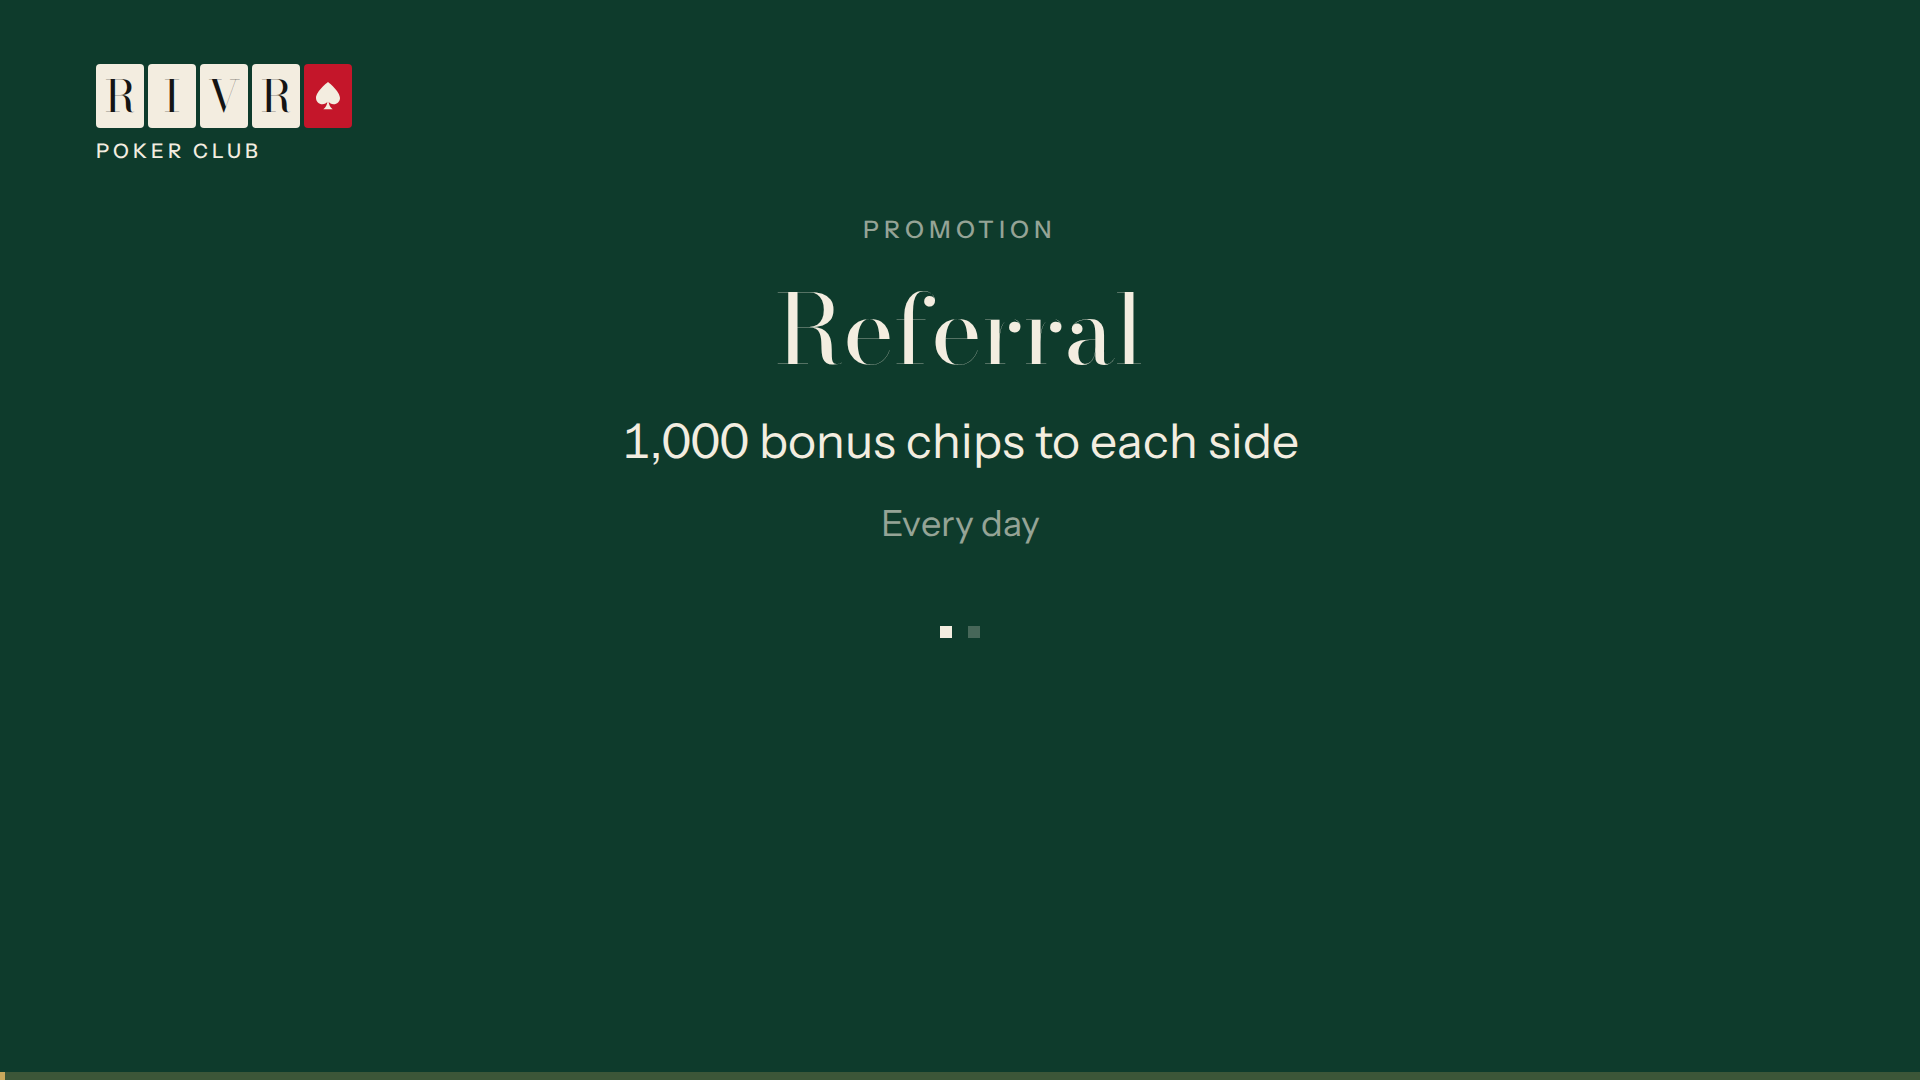 RIVR
POKER CLUB
PROMOTION
Referral
1,000 bonus chips to each side
Every day